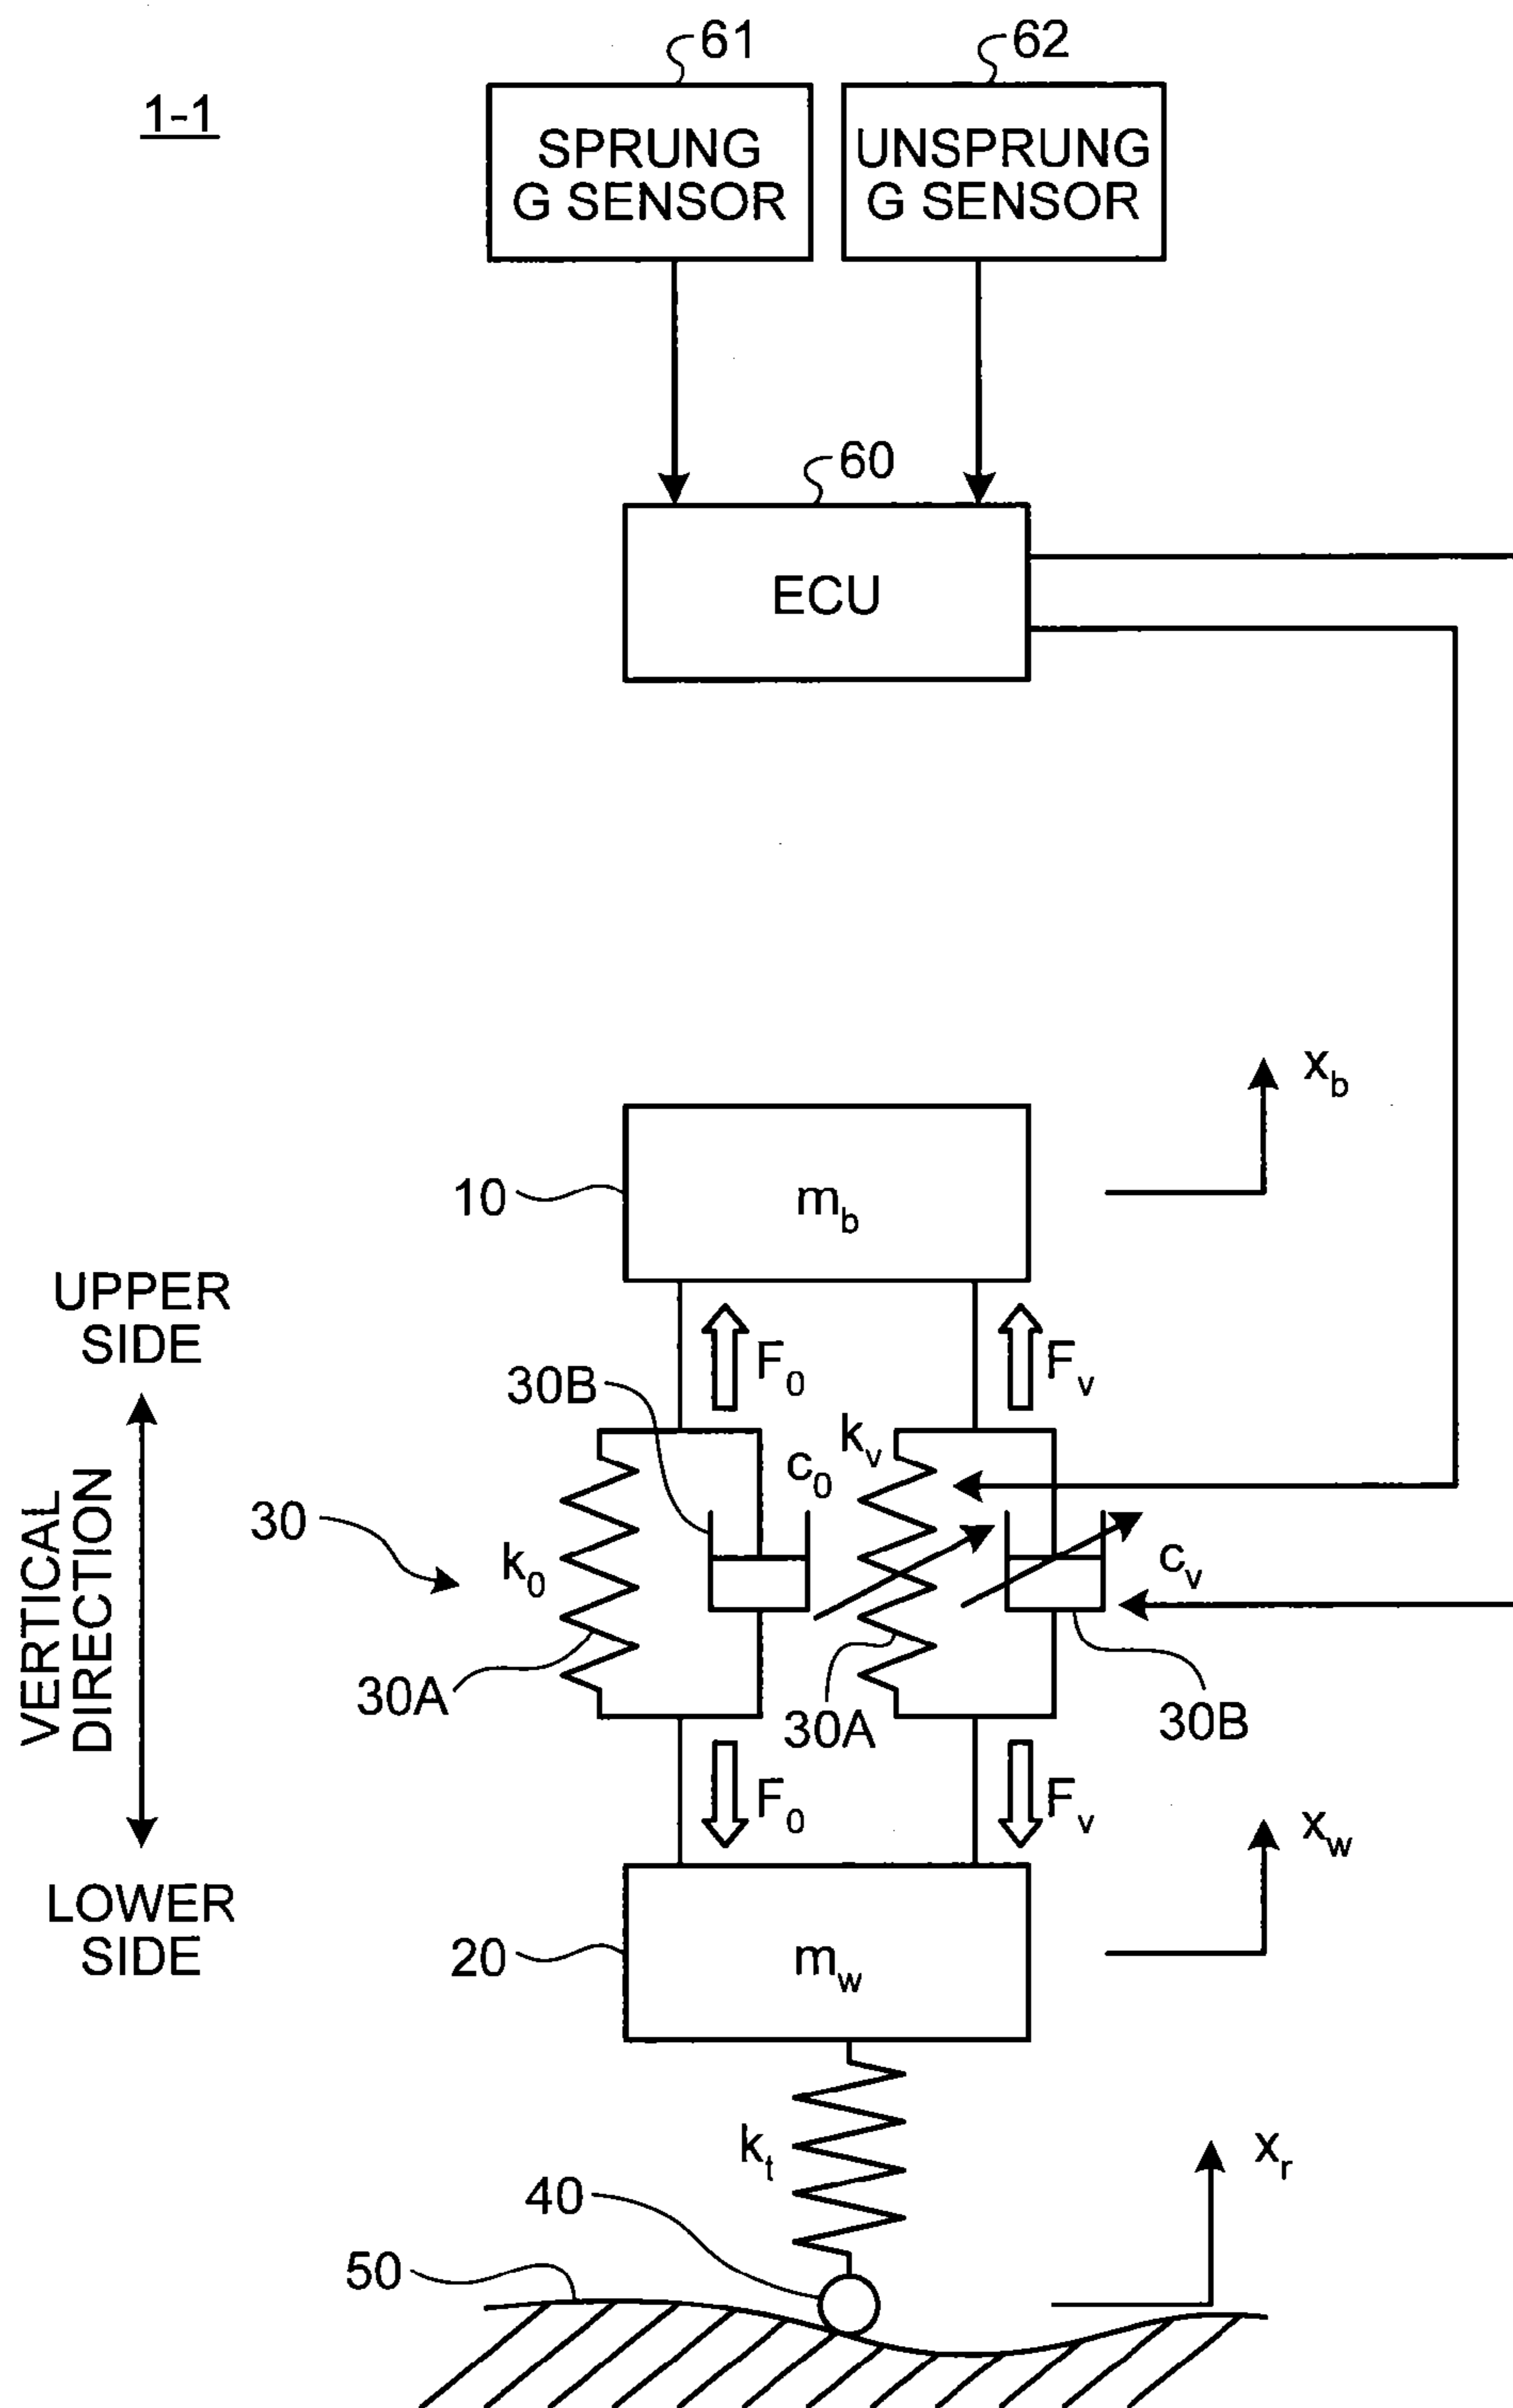 61
62
1-1
SPRUNG
G SENSOR
UNSPRUNG
G SENSOR
60
ECU
x_b
10
m_b
UPPER
SIDE
F_0
F_v
30B
k_v
c_0
VERTICAL
DIRECTION
30
k_0
c_v
30A
30A
30B
F_0
F_v
x_w
LOWER
SIDE
20
m_w
k_t
x_r
40
50